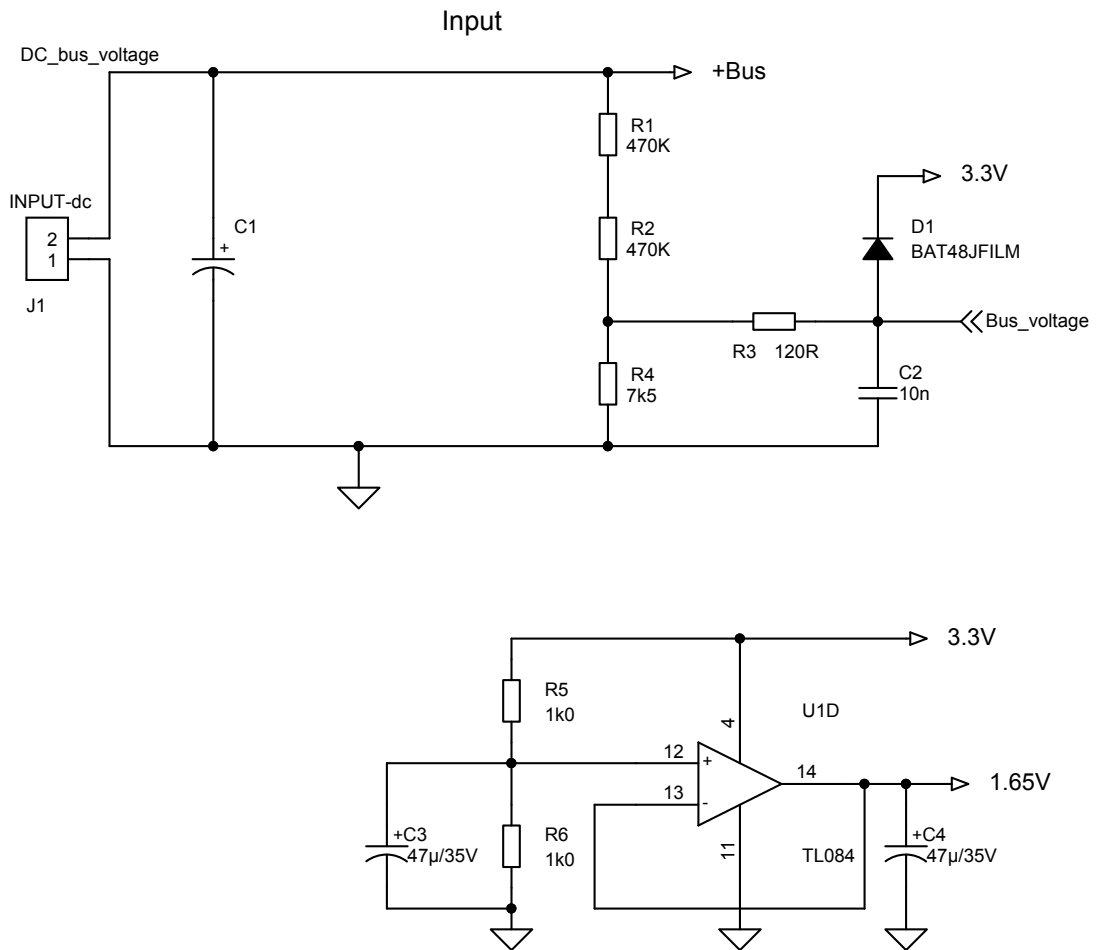 Input
DC_bus_voltage
+Bus
R1
470K
3.3V
INPUT-dc
2
1
J1
C1
+
R2
470K
D1
BAT48JFILM
Bus_voltage
R3 120R
R4
7k5
C2
10n
3.3V
R5
1k0
4
U1D
12
+
14
1.65V
13
-
+C3
47µ/35V
R6
1k0
11
TL084
+C4
47µ/35V